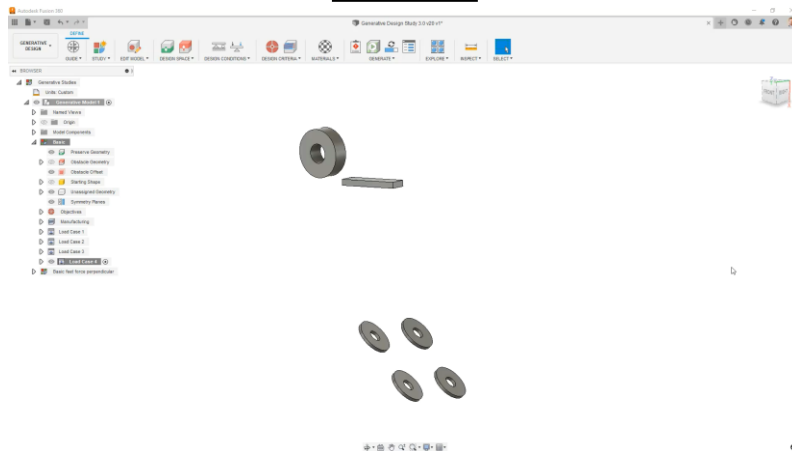 Autodesk Fusion 360
Generative Design Study 3.0 v20 v1*
DEFINE
GENERATIVE DESIGN
GUIDE
STUDY
EDIT MODEL
DESIGN SPACE
DESIGN CONDITIONS
DESIGN CRITERIA
MATERIALS
GENERATE
EXPLORE
INSPECT
SELECT
BROWSER
Generative Studies
Units: Custom
Generative Model 1
Named Views
Origin
Model Components
Basic
Preserve Geometry
Obstacle Geometry
Obstacle Offset
Starting Shape
Unassigned Geometry
Symmetry Planes
Objectives
Manufacturing
Load Case 1
Load Case 2
Load Case 3
Load Case 4
Basic feet force perpendicular